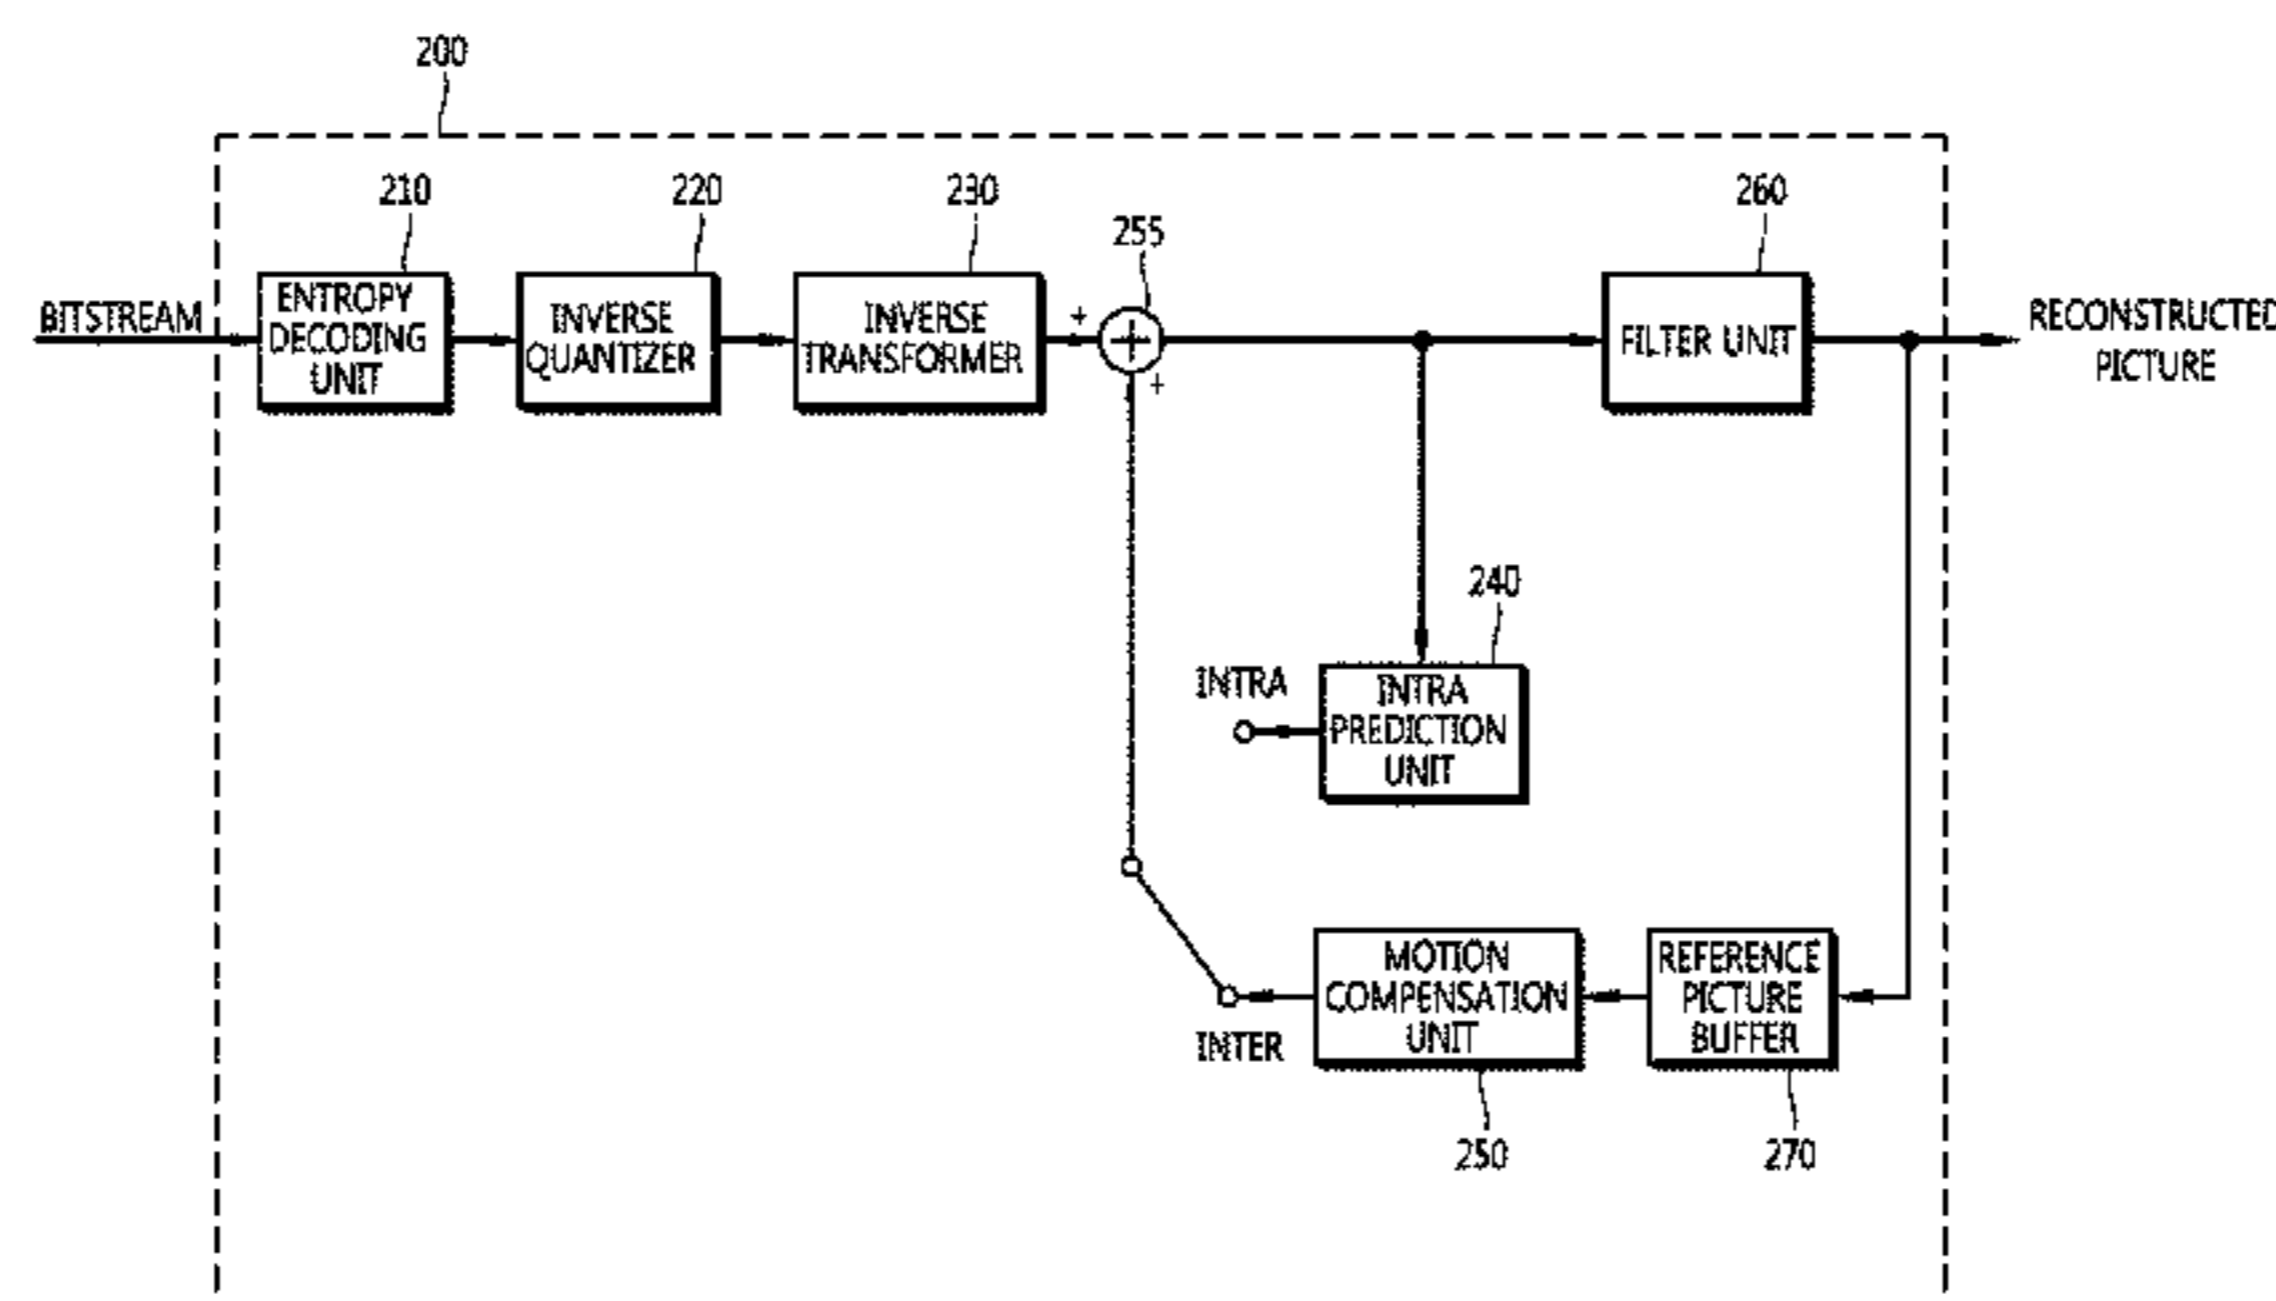 200
210
220
230
255
260
BITSTREAM
ENTROPY
DECODING
UNIT
INVERSE
QUANTIZER
INVERSE
TRANSFORMER
+
+
FILTER UNIT
RECONSTRUCTED
PICTURE
240
INTRA
INTRA
PREDICTION
UNIT
INTER
MOTION
COMPENSATION
UNIT
REFERENCE
PICTURE
BUFFER
250
270